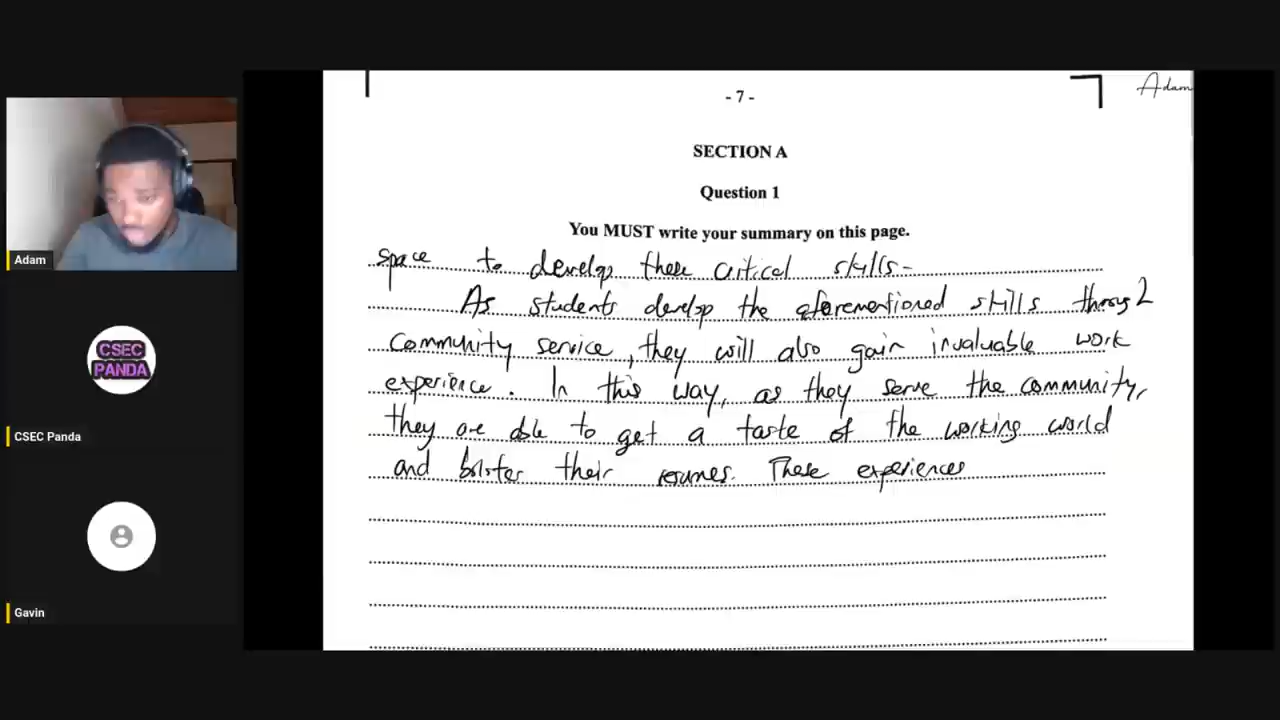 - 7 -
Adam
SECTION A
Question 1
You MUST write your summary on this page.
space to develop these critical skills.
As students develop the aforementioned skills through
community service, they will also gain invaluable work
experience. In this way, as they serve the community,
they are able to get a taste of the working world
and bolster their resumes. These experiences
Adam
CSEC
PANDA
CSEC Panda
Gavin